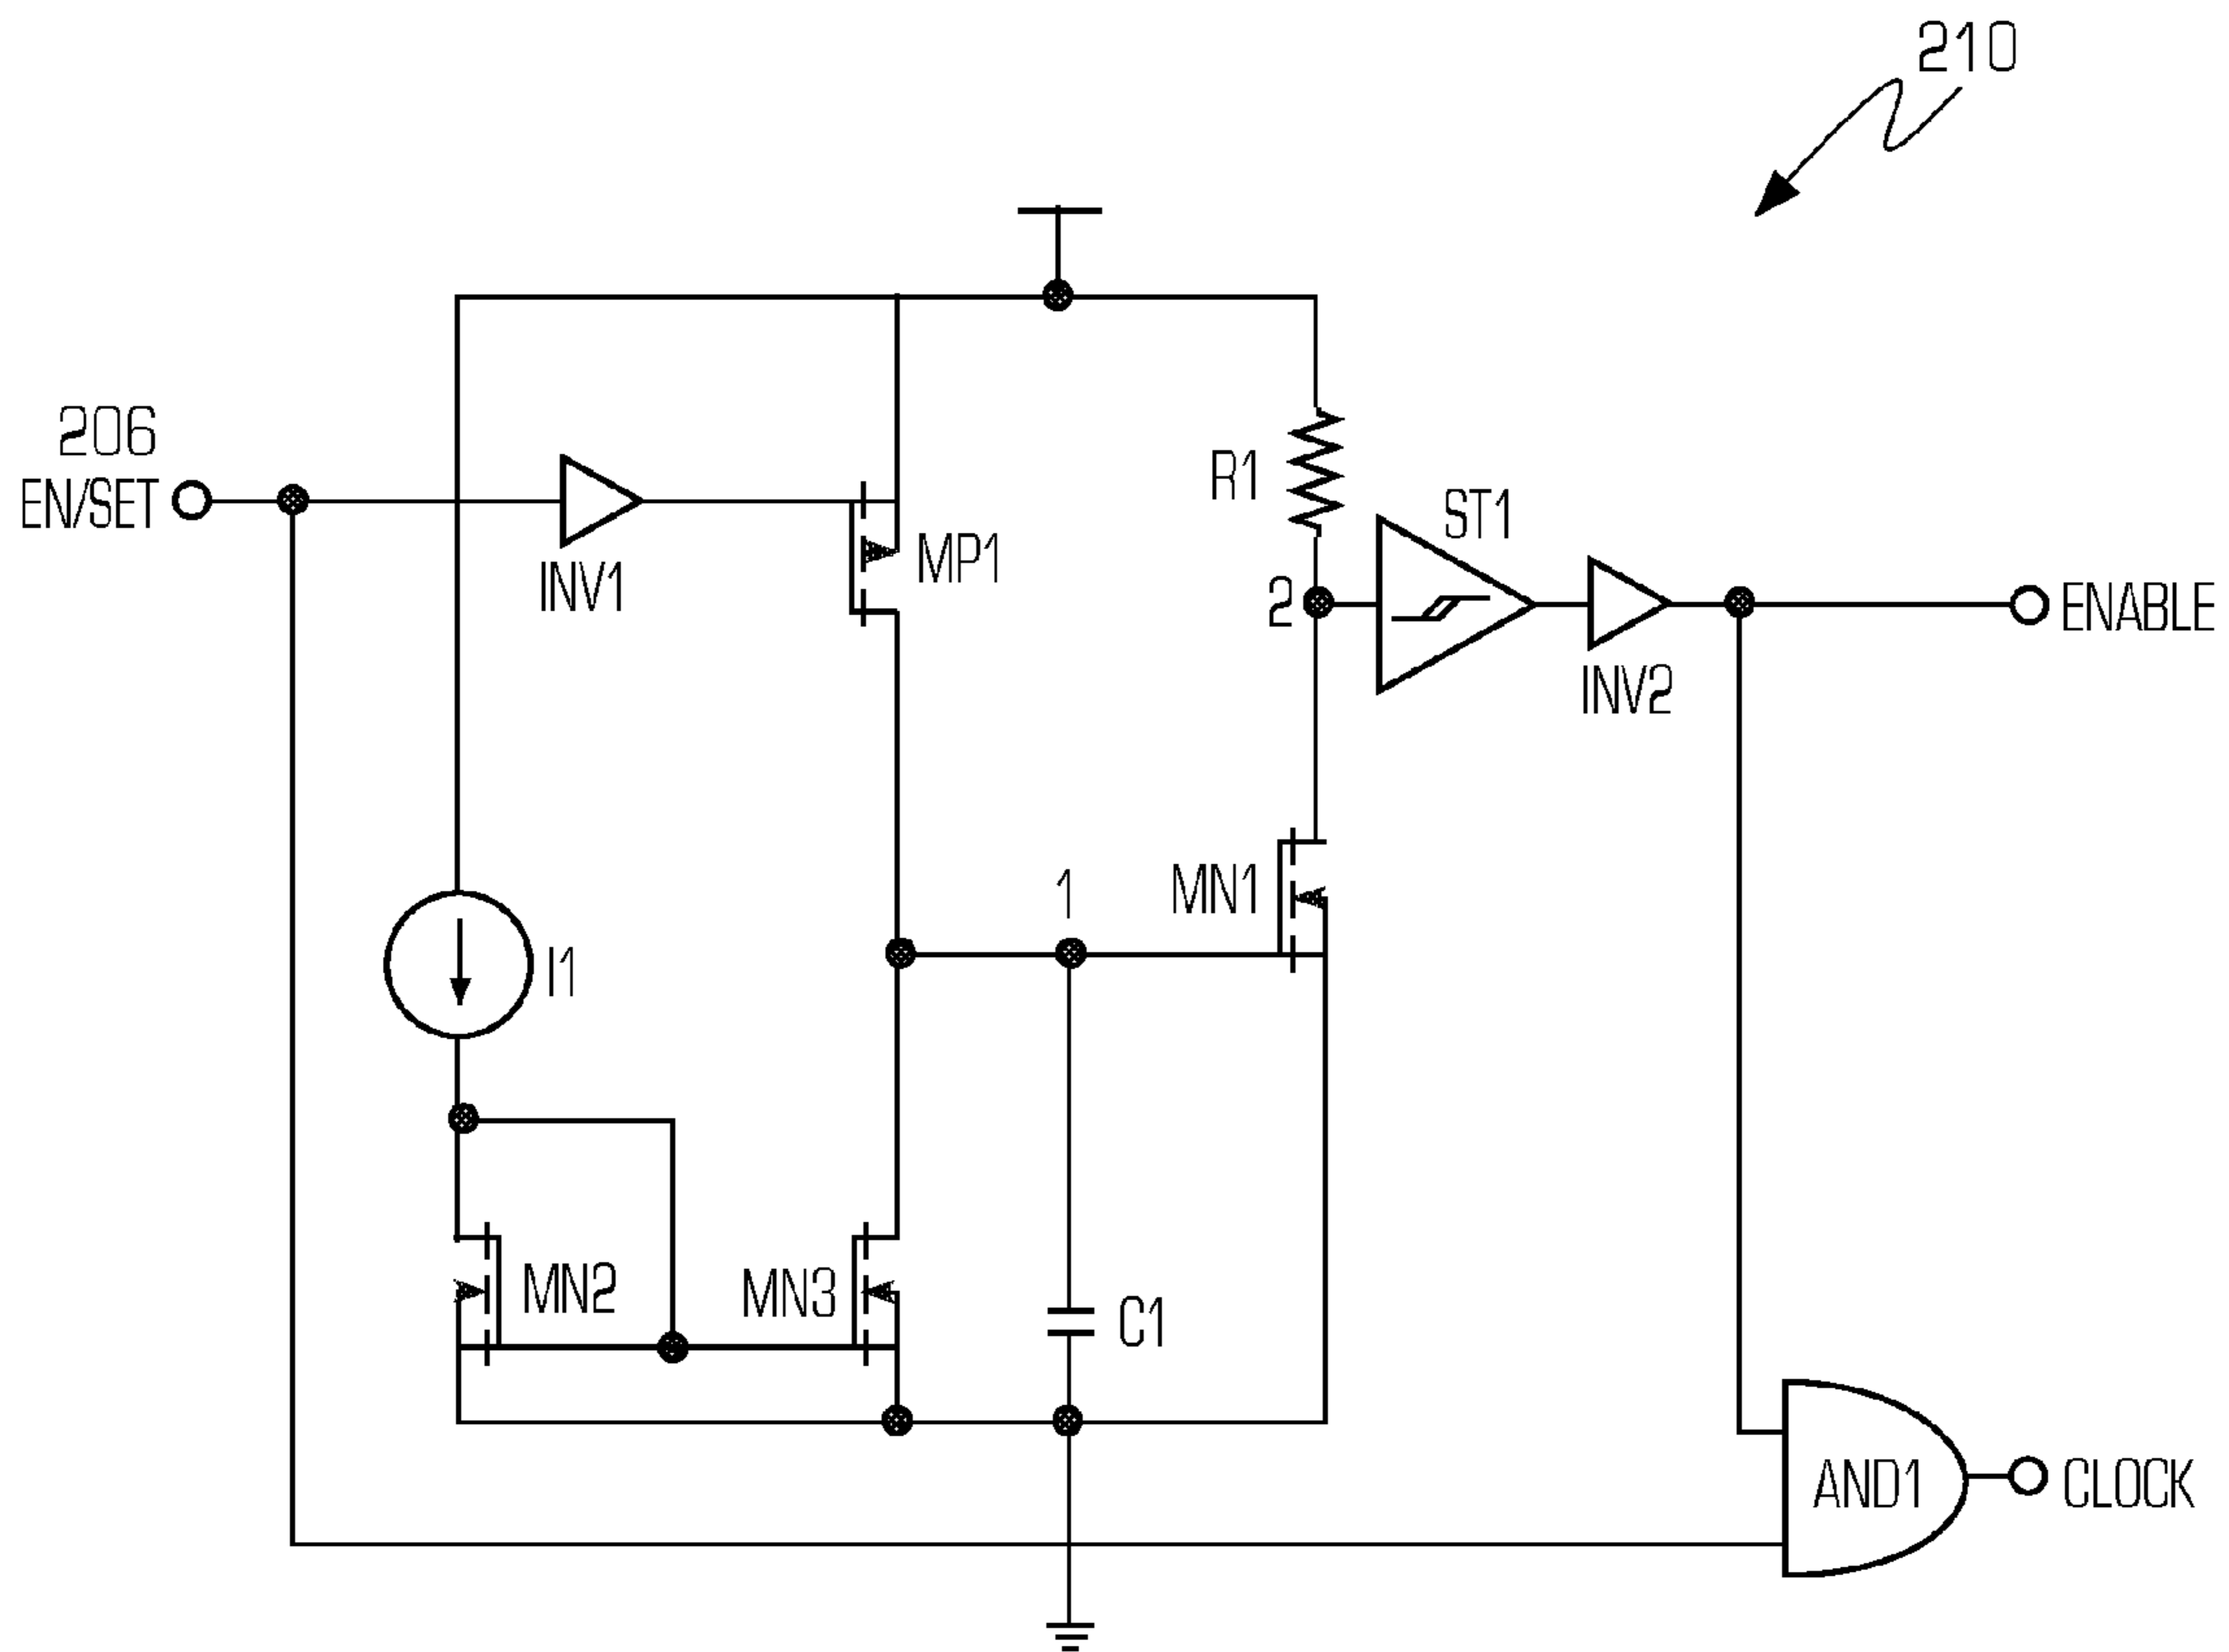 210
206
EN/SET
INV1
MP1
R1
ST1
2
INV2
ENABLE
I1
1
MN1
MN2
MN3
C1
AND1
CLOCK